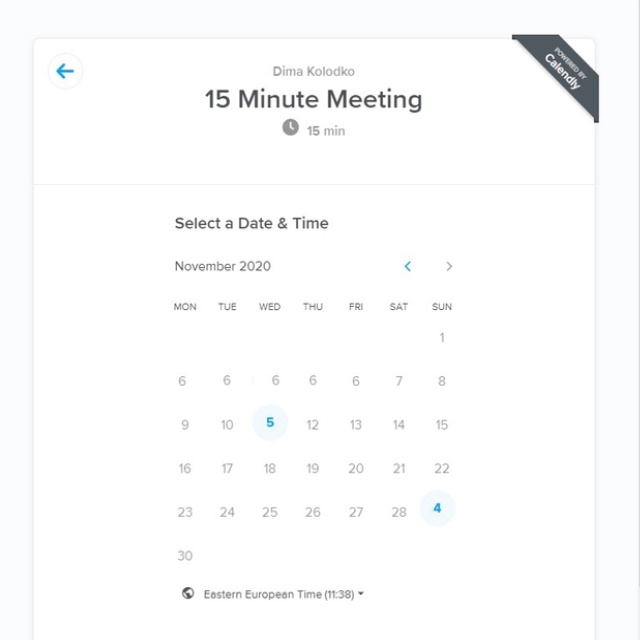 POWERED BY
Calendly
Dima Kolodko
15 Minute Meeting
15 min
Select a Date & Time
November 2020
MON TUE WED THU FRI SAT SUN
1
6 6 6 6 6 7 8
9 10 5 12 13 14 15
16 17 18 19 20 21 22
23 24 25 26 27 28 4
30
Eastern European Time (11:38)